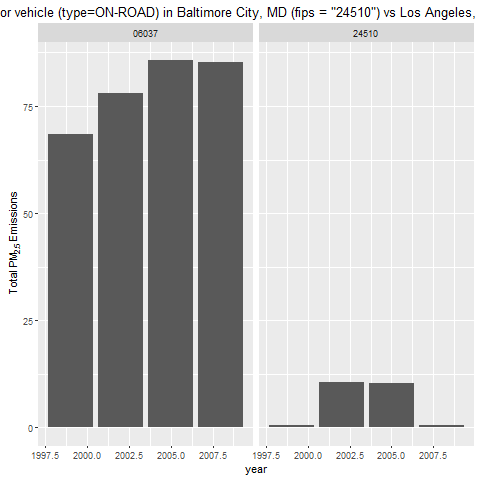 or vehicle (type=ON-ROAD) in Baltimore City, MD (fips = "24510") vs Los Angeles,
06037 24510
75
50
25
0
Total PM2.5 Emissions
1997.5 2000.0 2002.5 2005.0 2007.5 1997.5 2000.0 2002.5 2005.0 2007.5
year